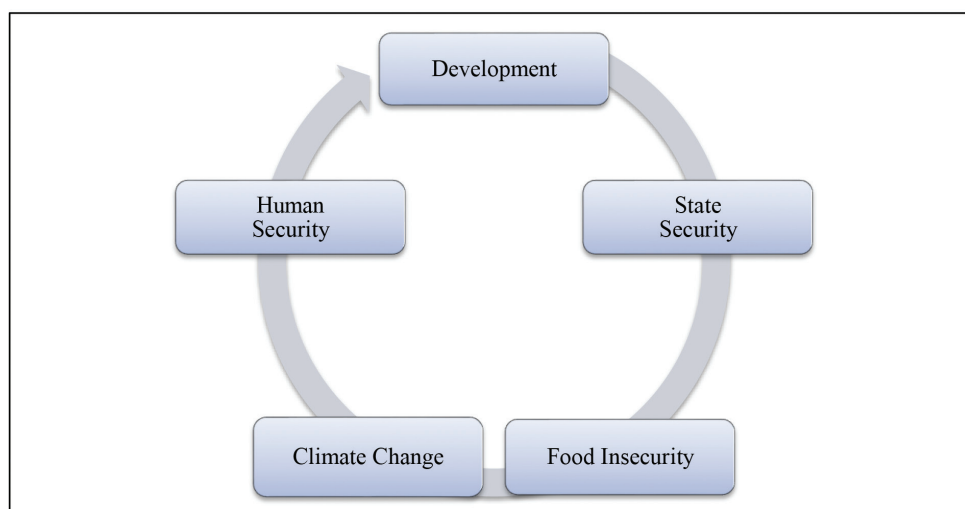 Development
Human
Security
State
Security
Climate Change
Food Insecurity